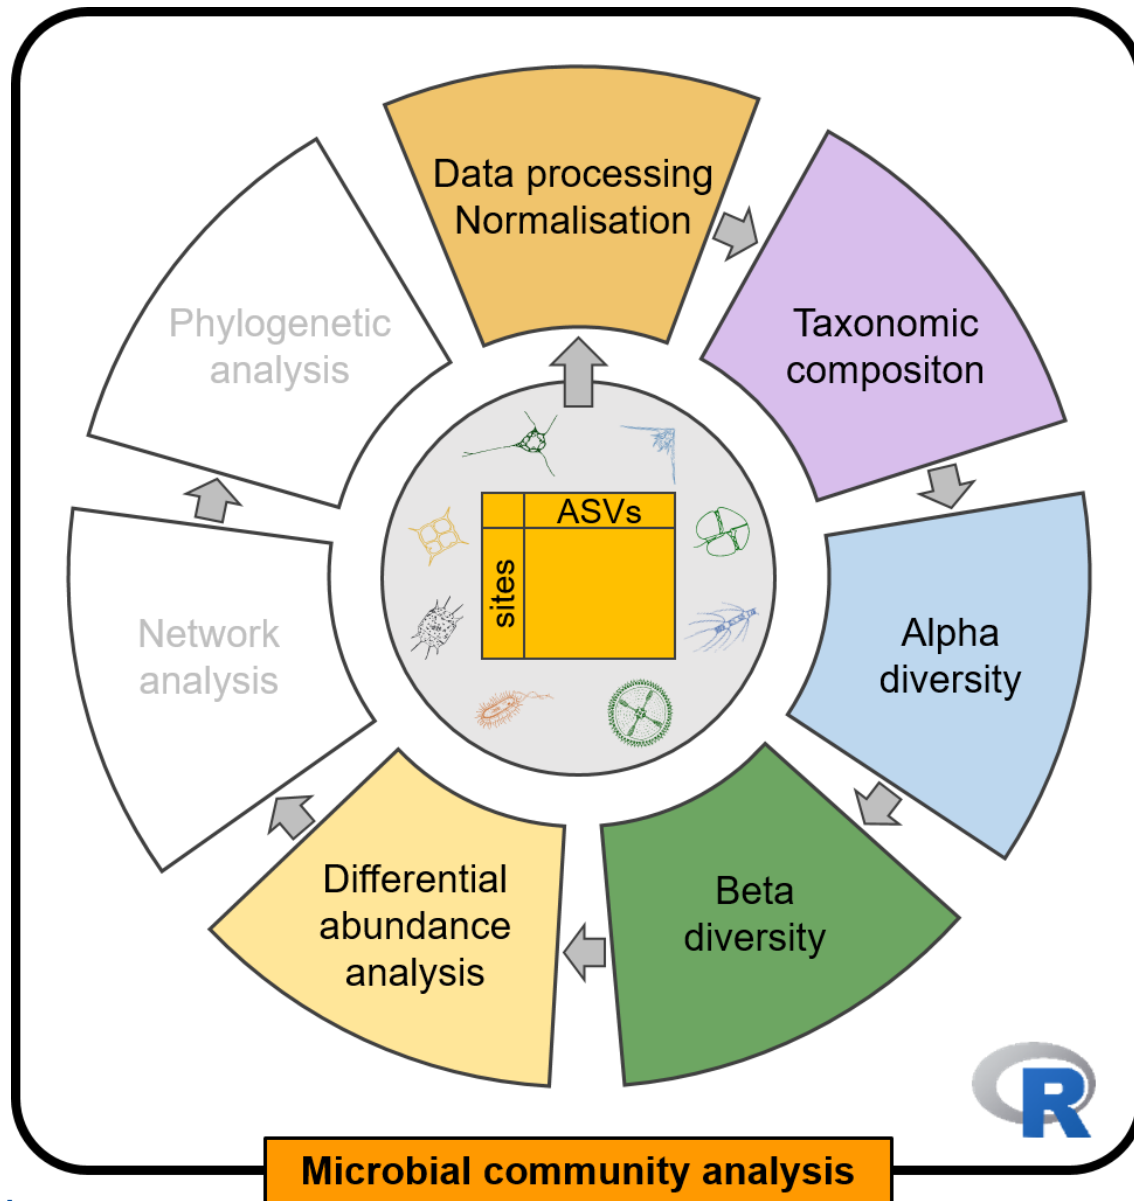 Data processing
Normalisation
Taxonomic
compositon
Alpha
diversity
Beta
diversity
Differential
abundance
analysis
Network
analysis
Phylogenetic
analysis
ASVs
sites
R
Microbial community analysis